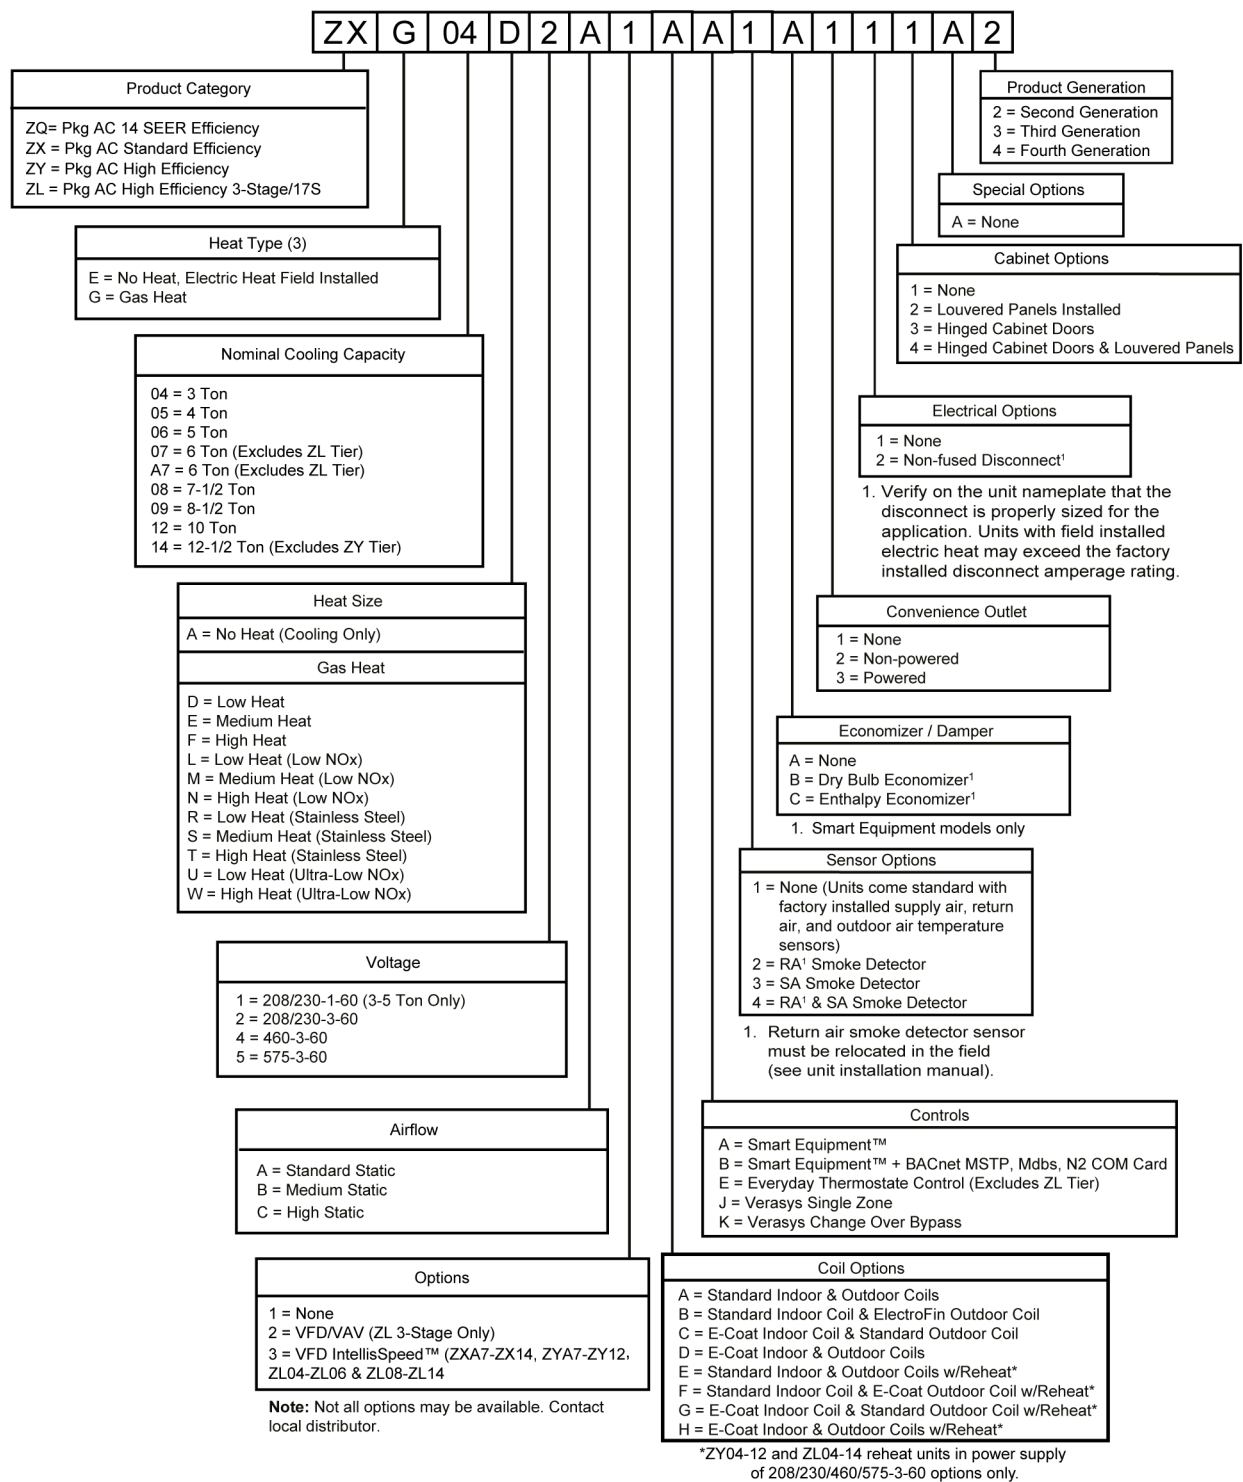 ZX G 04 D 2 A 1 A A 1 A 1 1 1 A 2
Product Category
ZQ= Pkg AC 14 SEER Efficiency
ZX = Pkg AC Standard Efficiency
ZY = Pkg AC High Efficiency
ZL = Pkg AC High Efficiency 3-Stage/17S
Heat Type (3)
E = No Heat, Electric Heat Field Installed
G = Gas Heat
Nominal Cooling Capacity
04 = 3 Ton
05 = 4 Ton
06 = 5 Ton
07 = 6 Ton (Excludes ZL Tier)
A7 = 6 Ton (Excludes ZL Tier)
08 = 7-1/2 Ton
09 = 8-1/2 Ton
12 = 10 Ton
14 = 12-1/2 Ton (Excludes ZY Tier)
Heat Size
A = No Heat (Cooling Only)
Gas Heat
D = Low Heat
E = Medium Heat
F = High Heat
L = Low Heat (Low NOx)
M = Medium Heat (Low NOx)
N = High Heat (Low NOx)
R = Low Heat (Stainless Steel)
S = Medium Heat (Stainless Steel)
T = High Heat (Stainless Steel)
U = Low Heat (Ultra-Low NOx)
W = High Heat (Ultra-Low NOx)
Voltage
1 = 208/230-1-60 (3-5 Ton Only)
2 = 208/230-3-60
4 = 460-3-60
5 = 575-3-60
Airflow
A = Standard Static
B = Medium Static
C = High Static
Options
1 = None
2 = VFD/VAV (ZL 3-Stage Only)
3 = VFD IntellisSpeed™ (ZXA7-ZX14, ZYA7-ZY12,
ZL04-ZL06 & ZL08-ZL14
Note: Not all options may be available. Contact
local distributor.
Product Generation
2 = Second Generation
3 = Third Generation
4 = Fourth Generation
Special Options
A = None
Cabinet Options
1 = None
2 = Louvered Panels Installed
3 = Hinged Cabinet Doors
4 = Hinged Cabinet Doors & Louvered Panels
Electrical Options
1 = None
2 = Non-fused Disconnect¹
1. Verify on the unit nameplate that the
disconnect is properly sized for the
application. Units with field installed
electric heat may exceed the factory
installed disconnect amperage rating.
Convenience Outlet
1 = None
2 = Non-powered
3 = Powered
Economizer / Damper
A = None
B = Dry Bulb Economizer¹
C = Enthalpy Economizer¹
1. Smart Equipment models only
Sensor Options
1 = None (Units come standard with
factory installed supply air, return
air, and outdoor air temperature
sensors)
2 = RA¹ Smoke Detector
3 = SA Smoke Detector
4 = RA¹ & SA Smoke Detector
1. Return air smoke detector sensor
must be relocated in the field
(see unit installation manual).
Controls
A = Smart Equipment™
B = Smart Equipment™ + BACnet MSTP, Mdbs, N2 COM Card
E = Everyday Thermostate Control (Excludes ZL Tier)
J = Verasys Single Zone
K = Verasys Change Over Bypass
Coil Options
A = Standard Indoor & Outdoor Coils
B = Standard Indoor Coil & ElectroFin Outdoor Coil
C = E-Coat Indoor Coil & Standard Outdoor Coil
D = E-Coat Indoor & Outdoor Coils
E = Standard Indoor & Outdoor Coils w/Reheat*
F = Standard Indoor Coil & E-Coat Outdoor Coil w/Reheat*
G = E-Coat Indoor Coil & Standard Outdoor Coil w/Reheat*
H = E-Coat Indoor & Outdoor Coils w/Reheat*
*ZY04-12 and ZL04-14 reheat units in power supply
of 208/230/460/575-3-60 options only.